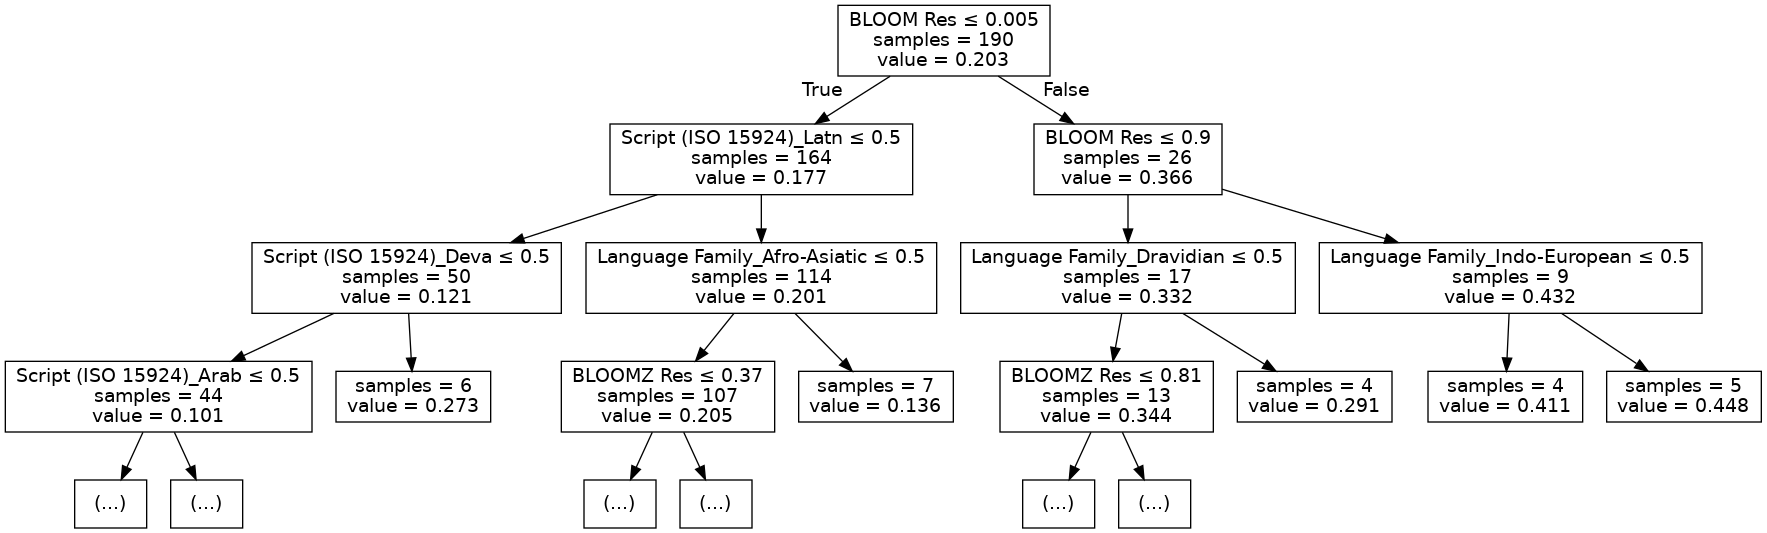 BLOOM Res ≤ 0.005
samples = 190
value = 0.203
True
False
Script (ISO 15924)_Latn ≤ 0.5
samples = 164
value = 0.177
BLOOM Res ≤ 0.9
samples = 26
value = 0.366
Script (ISO 15924)_Deva ≤ 0.5
samples = 50
value = 0.121
Language Family_Afro-Asiatic ≤ 0.5
samples = 114
value = 0.201
Language Family_Dravidian ≤ 0.5
samples = 17
value = 0.332
Language Family_Indo-European ≤ 0.5
samples = 9
value = 0.432
Script (ISO 15924)_Arab ≤ 0.5
samples = 44
value = 0.101
samples = 6
value = 0.273
BLOOMZ Res ≤ 0.37
samples = 107
value = 0.205
samples = 7
value = 0.136
BLOOMZ Res ≤ 0.81
samples = 13
value = 0.344
samples = 4
value = 0.291
samples = 4
value = 0.411
samples = 5
value = 0.448
(...)
(...)
(...)
(...)
(...)
(...)